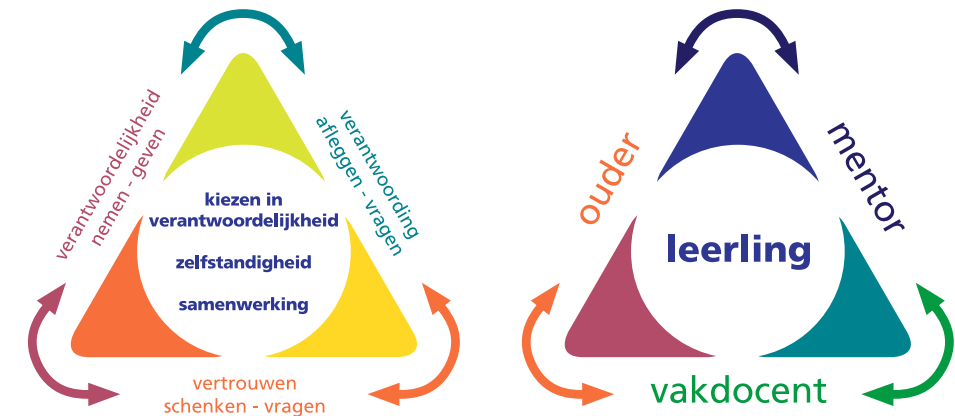 verantwoordelijkheid
nemen - geven
verantwoording
afleggen - vragen
kiezen in
verantwoordelijkheid
zelfstandigheid
samenwerking
vertrouwen
schenken - vragen
ouder
mentor
leerling
vakdocent